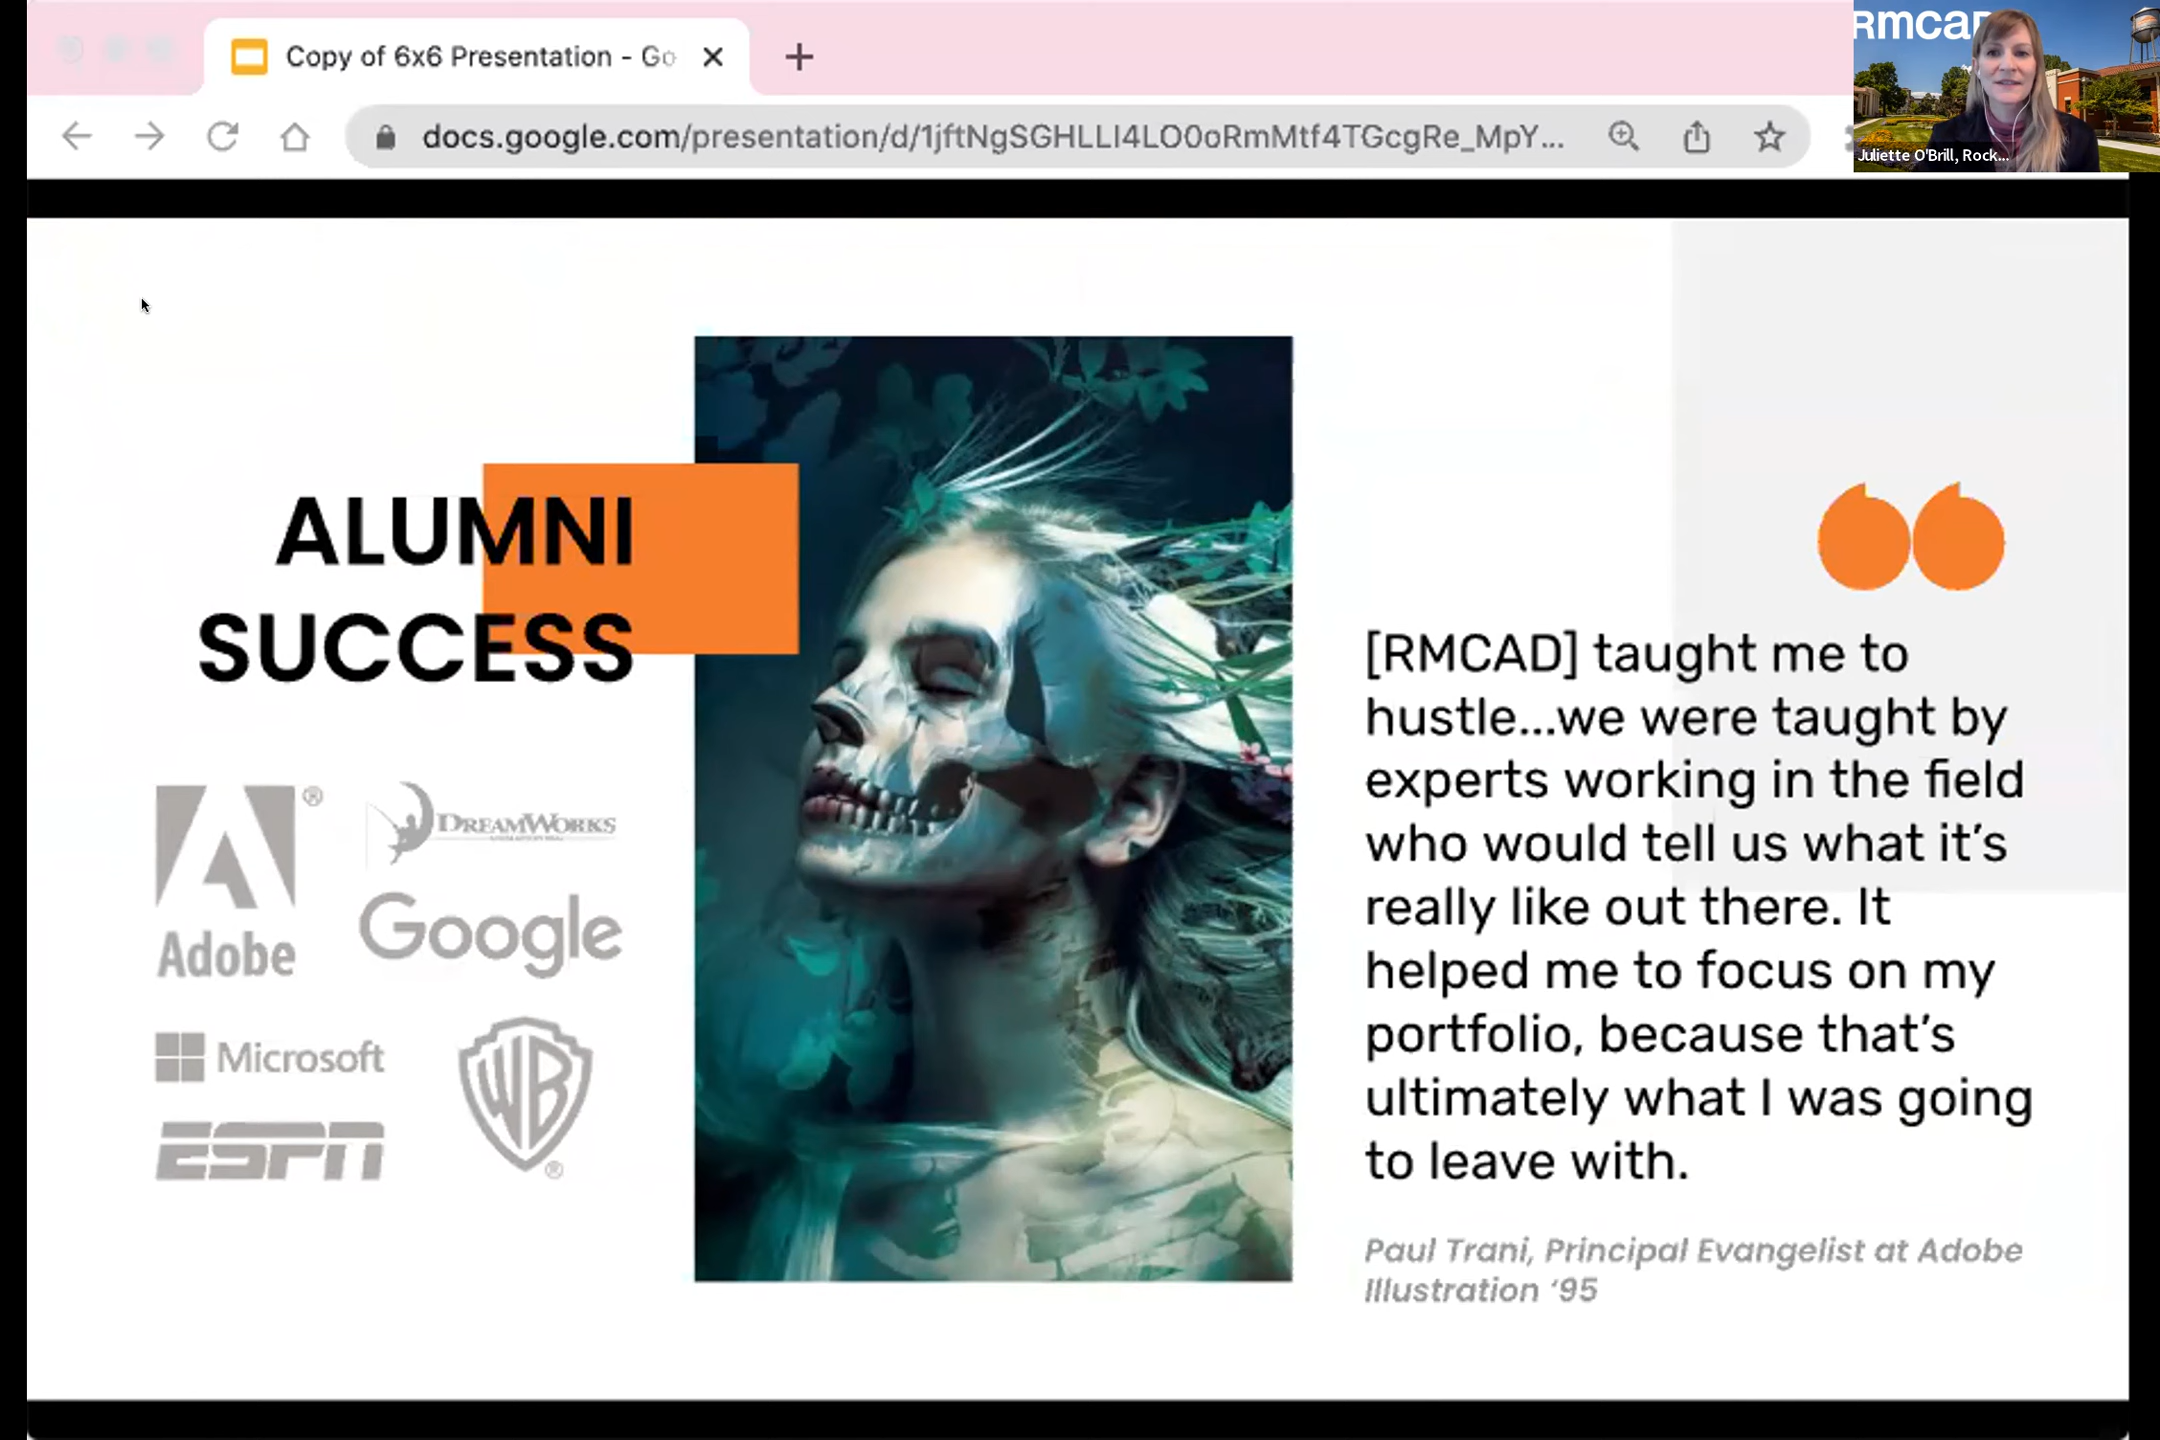 Copy of 6x6 Presentation - Go
docs.google.com/presentation/d/1jftNgSGHLLI4LO0oRmMtf4TGcgRe_MpY...
rmcad
Juliette O'Brill, Rock...
ALUMNI
SUCCESS
Adobe
®
DREAMWORKS
Google
Microsoft
WB
®
ESPN
[RMCAD] taught me to
hustle...we were taught by
experts working in the field
who would tell us what it’s
really like out there. It
helped me to focus on my
portfolio, because that’s
ultimately what I was going
to leave with.
Paul Trani, Principal Evangelist at Adobe
Illustration ‘95